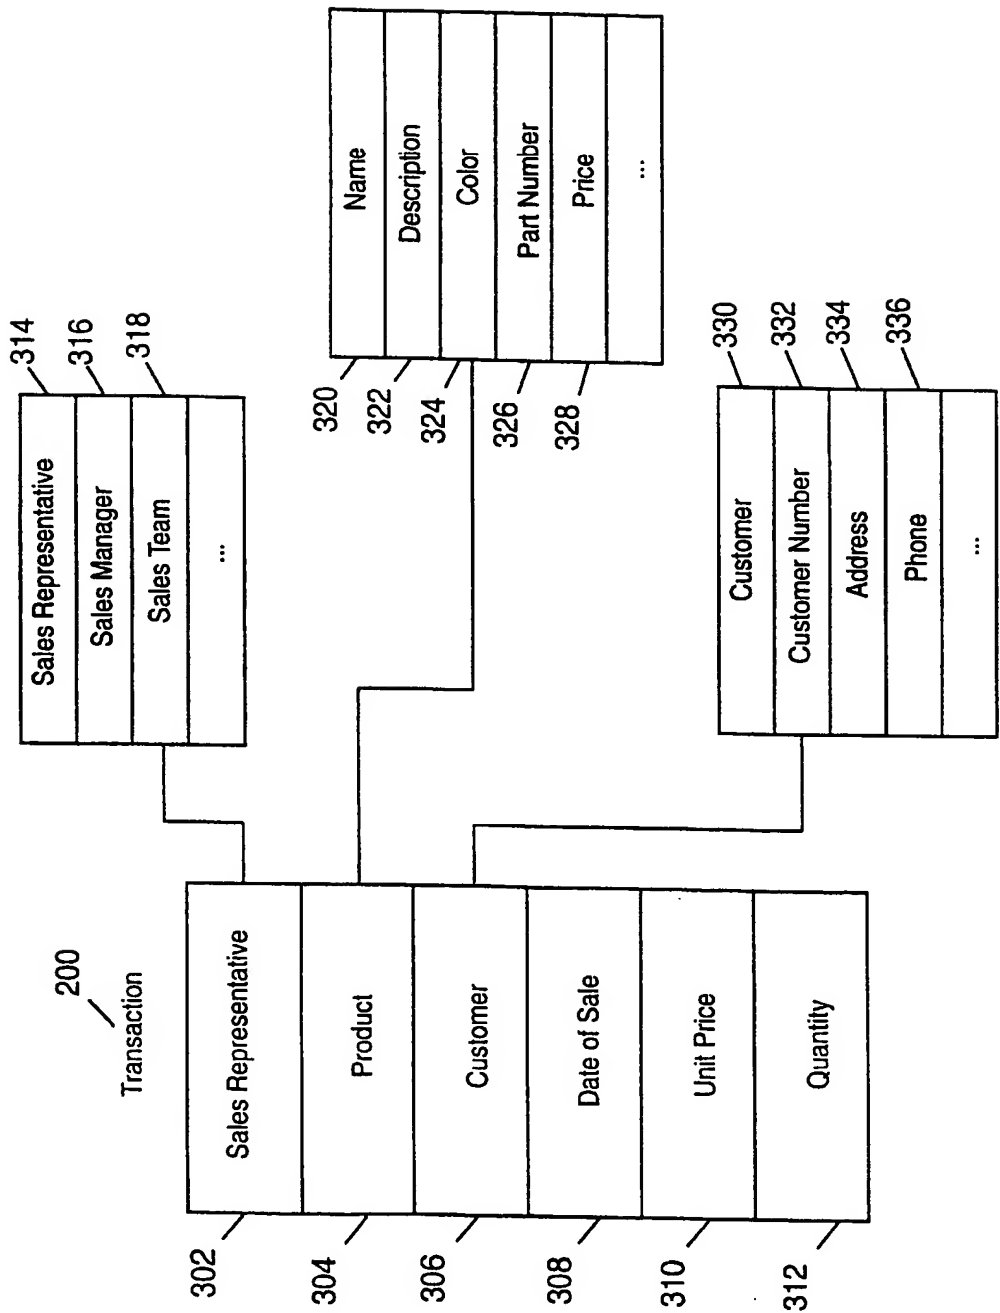 200
Transaction
302
Sales Representative
304
Product
306
Customer
308
Date of Sale
310
Unit Price
312
Quantity
Sales Representative
314
Sales Manager
316
Sales Team
318
...
320
Name
322
Description
324
Color
326
Part Number
328
Price
...
Customer
330
Customer Number
332
Address
334
Phone
336
...